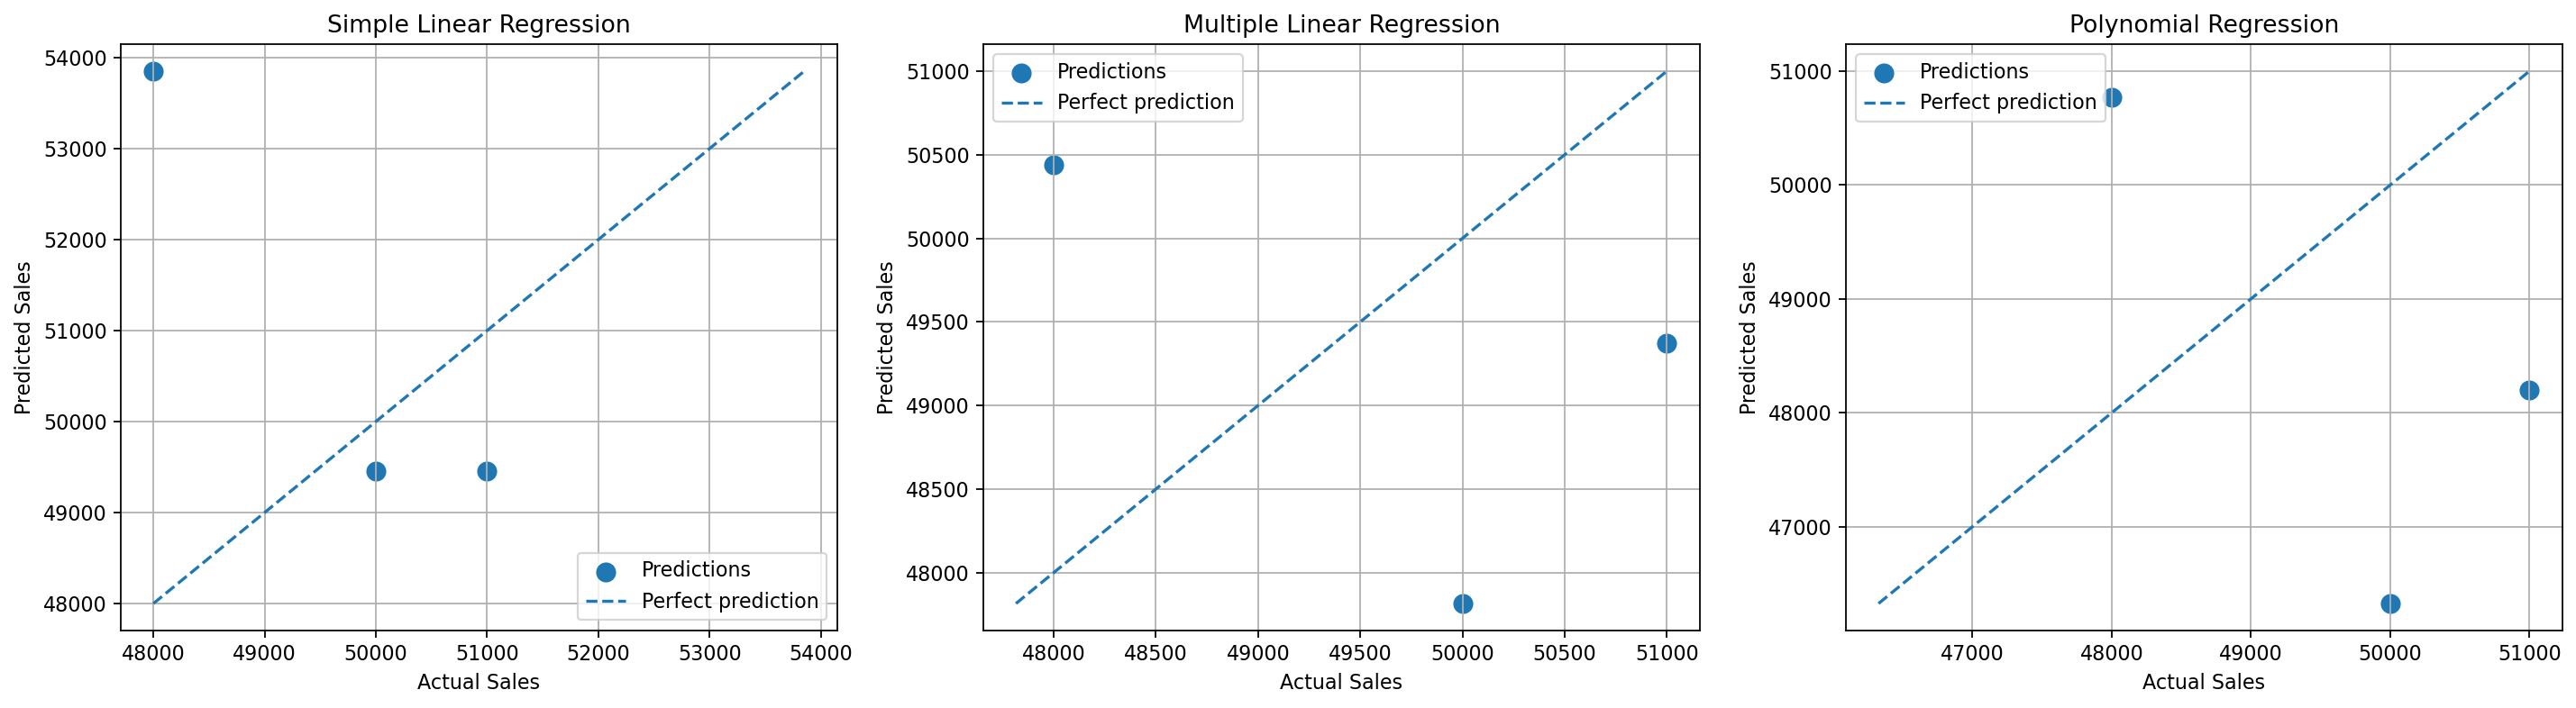 Simple Linear Regression
54000
53000
52000
51000
50000
49000
48000
Predicted Sales
Predictions
Perfect prediction
48000 49000 50000 51000 52000 53000 54000
Actual Sales
Multiple Linear Regression
Predictions
Perfect prediction
51000
50500
50000
49500
49000
48500
48000
Predicted Sales
48000 48500 49000 49500 50000 50500 51000
Actual Sales
Polynomial Regression
Predictions
Perfect prediction
51000
50000
49000
48000
47000
Predicted Sales
47000 48000 49000 50000 51000
Actual Sales